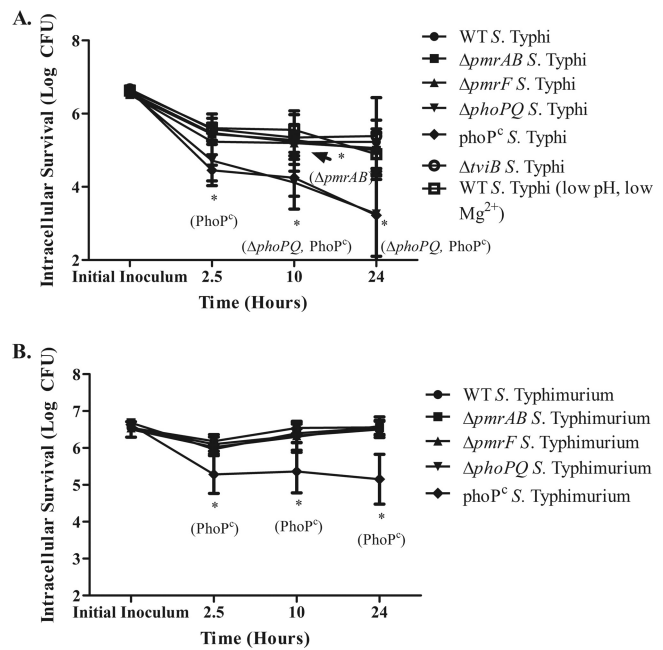 A.
Intracellular Survival (Log CFU)
8
6
4
2
Initial Inoculum 2.5 10 24
Time (Hours)
*
(ΔpmrAB)
*
(PhoPc)
*
(ΔphoPQ, PhoPc)
*
(ΔphoPQ, PhoPc)
WT S. Typhi
ΔpmrAB S. Typhi
ΔpmrF S. Typhi
ΔphoPQ S. Typhi
phoPc S. Typhi
ΔtviB S. Typhi
WT S. Typhi (low pH, low
Mg2+)
B.
Intracellular Survival (Log CFU)
8
7
6
5
4
3
2
Initial Inoculum 2.5 10 24
Time (Hours)
*
(PhoPc)
*
(PhoPc)
*
(PhoPc)
WT S. Typhimurium
ΔpmrAB S. Typhimurium
ΔpmrF S. Typhimurium
ΔphoPQ S. Typhimurium
phoPc S. Typhimurium